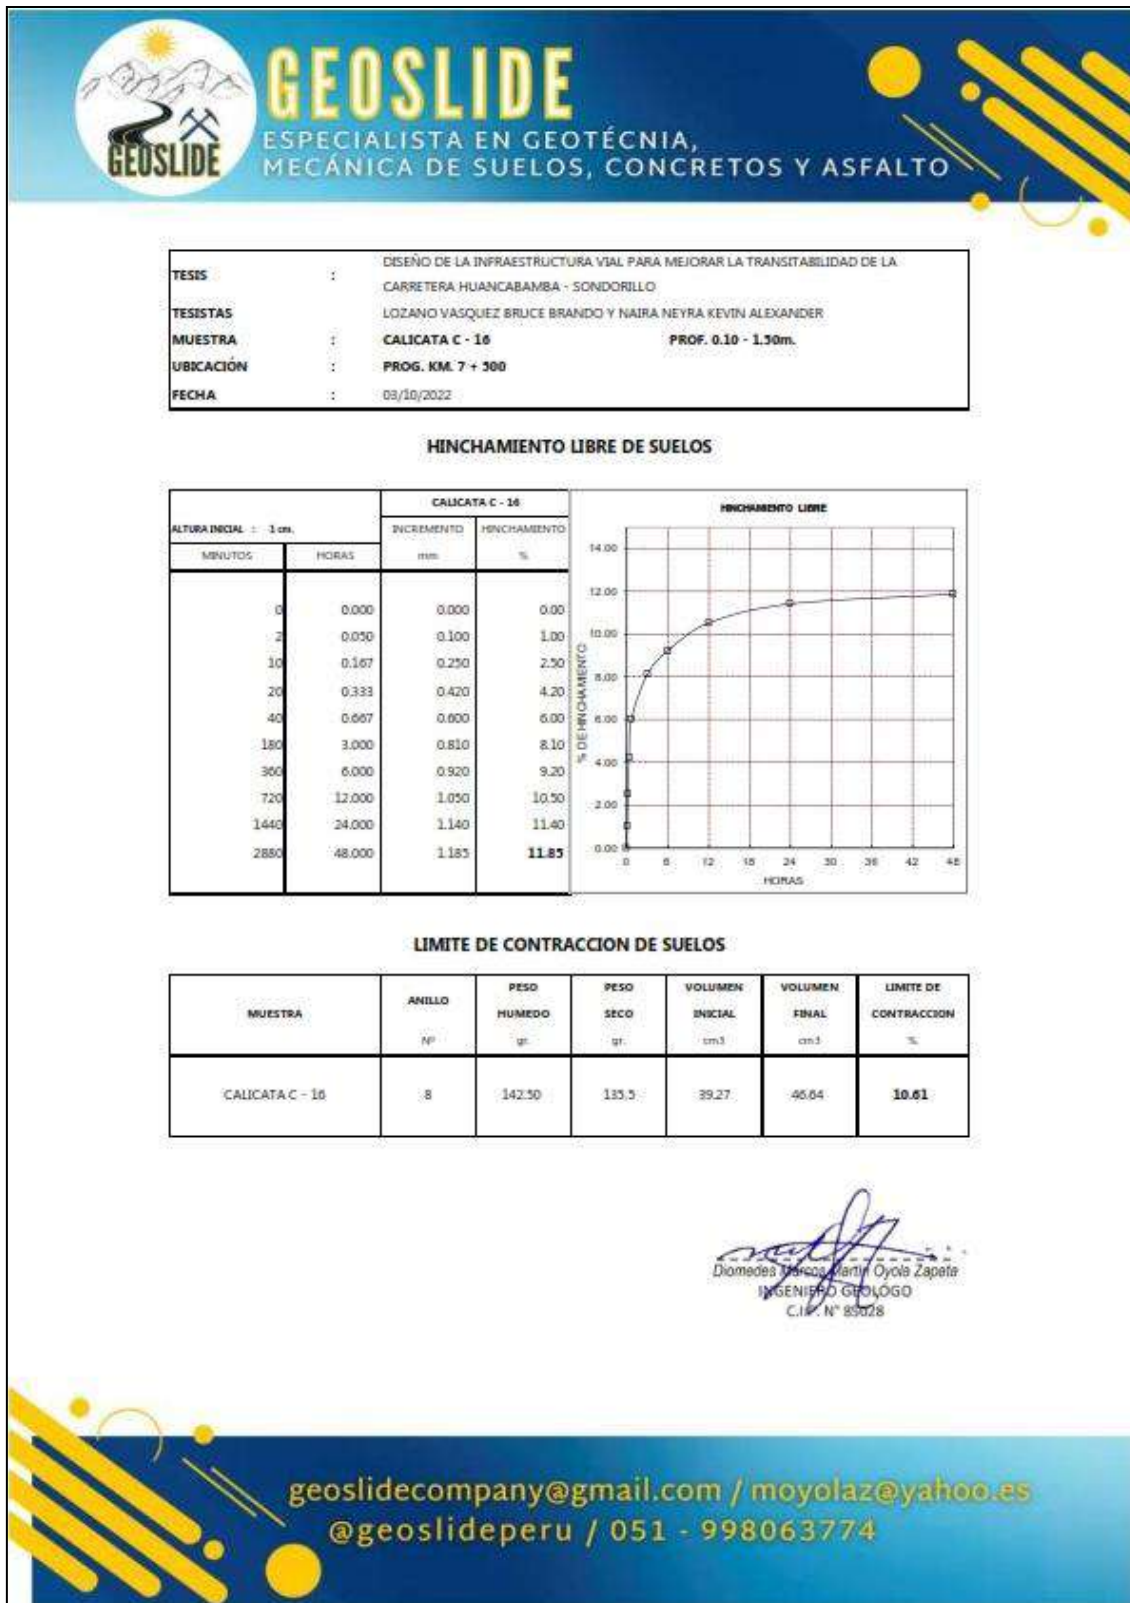 GEOSLIDE
GEOSLIDE
ESPECIALISTA EN GEOTÉCNIA,
MECÁNICA DE SUELOS, CONCRETOS Y ASFALTO
TESIS : DISEÑO DE LA INFRAESTRUCTURA VIAL PARA MEJORAR LA TRANSITABILIDAD DE LA
CARRETERA HUANCABAMBA - SONDORILLO
TESISTAS LOZANO VASQUEZ BRUCE BRANDO Y NAIRA NEYRA KEVIN ALEXANDER
MUESTRA : CALICATA C - 16 PROF. 0.10 - 1.50m.
UBICACIÓN : PROG. KM. 7 + 500
FECHA : 03/10/2022
HINCHAMIENTO LIBRE DE SUELOS
CALICATA C - 16
ALTURA INICIAL : 1 cm. INCREMENTO HINCHAMIENTO
MINUTOS HORAS mm %
0 0.000 0.000 0.00
2 0.050 0.100 1.00
10 0.167 0.250 2.50
20 0.333 0.420 4.20
40 0.667 0.600 6.00
180 3.000 0.810 8.10
360 6.000 0.920 9.20
720 12.000 1.050 10.50
1440 24.000 1.140 11.40
2880 48.000 1.185 11.85
HINCHAMIENTO LIBRE
% DE HINCHAMIENTO
14.00
12.00
10.00
8.00
6.00
4.00
2.00
0.00
0 6 12 18 24 30 36 42 48
HORAS
LIMITE DE CONTRACCION DE SUELOS
MUESTRA ANILLO PESO PESO VOLUMEN VOLUMEN LIMITE DE
HUMEDO SECO INICIAL FINAL CONTRACCION
Nº gr. gr. cm3 cm3 %
CALICATA C - 16 8 142.50 135.5 39.27 46.64 10.61
Diomedes Marcos Martin Oyola Zapata
INGENIERO GEOLÓGO
C.I.P. N° 85028
geoslidecompany@gmail.com / moyolaz@yahoo.es
@geoslideperu / 051 - 998063774